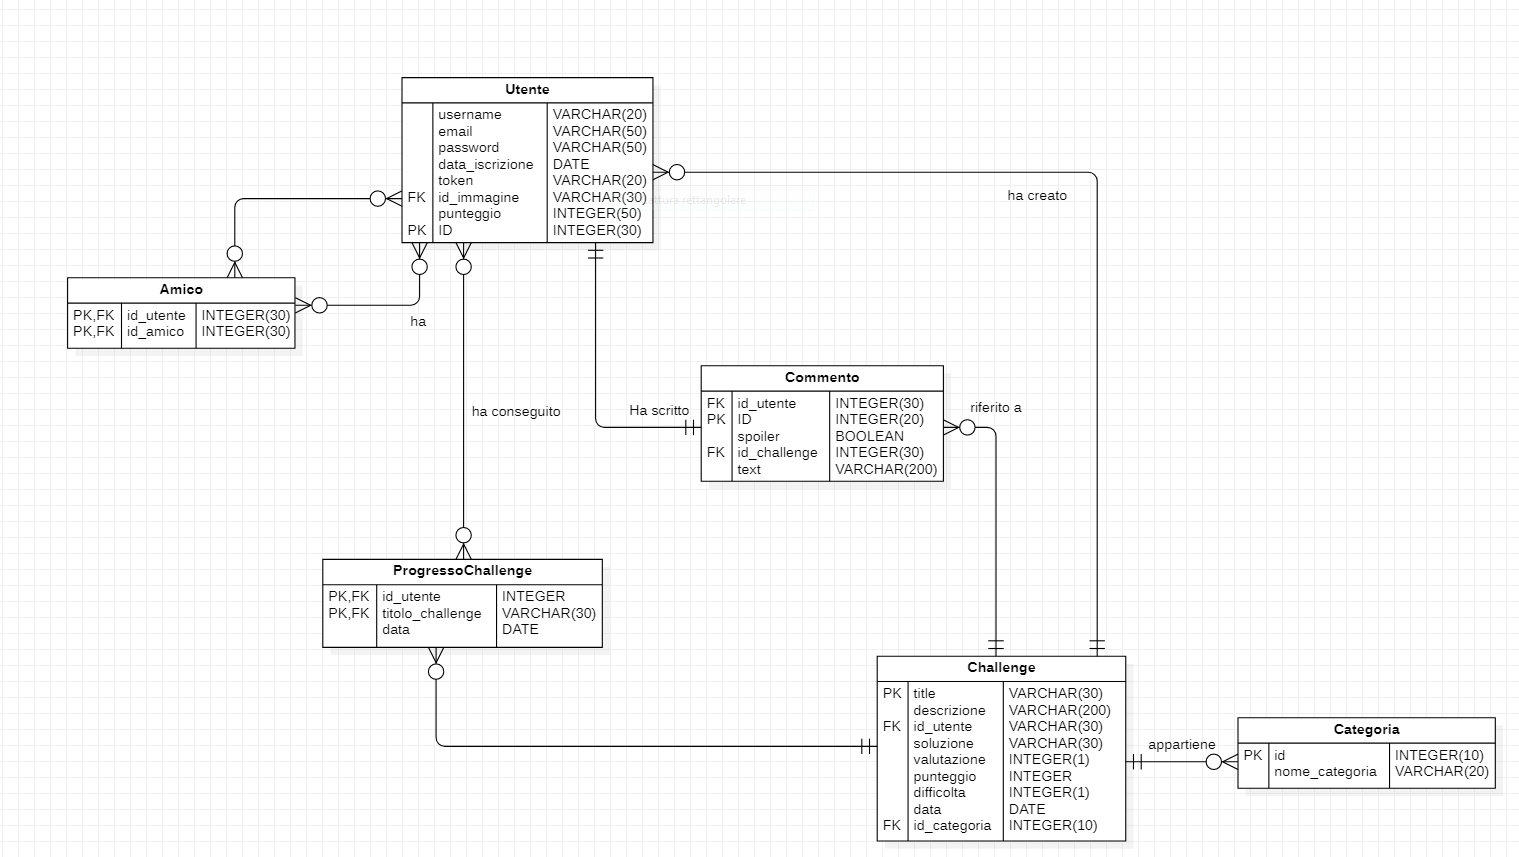 Utente
username VARCHAR(20)
email VARCHAR(50)
password VARCHAR(50)
data_iscrizione DATE
token VARCHAR(20)
FK id_immagine VARCHAR(30)
punteggio INTEGER(50)
PK ID INTEGER(30)
ttura rettangolare
ha creato
Amico
PK,FK id_utente INTEGER(30)
PK,FK id_amico INTEGER(30)
ha
Commento
FK id_utente INTEGER(30)
PK ID INTEGER(20)
spoiler BOOLEAN
FK id_challenge INTEGER(30)
text VARCHAR(200)
ha conseguito
Ha scritto
riferito a
ProgressoChallenge
PK,FK id_utente INTEGER
PK,FK titolo_challenge VARCHAR(30)
data DATE
Challenge
PK title VARCHAR(30)
descrizione VARCHAR(200)
FK id_utente VARCHAR(30)
soluzione VARCHAR(30)
valutazione INTEGER(1)
punteggio INTEGER
difficolta INTEGER(1)
data DATE
FK id_categoria INTEGER(10)
appartiene
Categoria
PK id INTEGER(10)
nome_categoria VARCHAR(20)